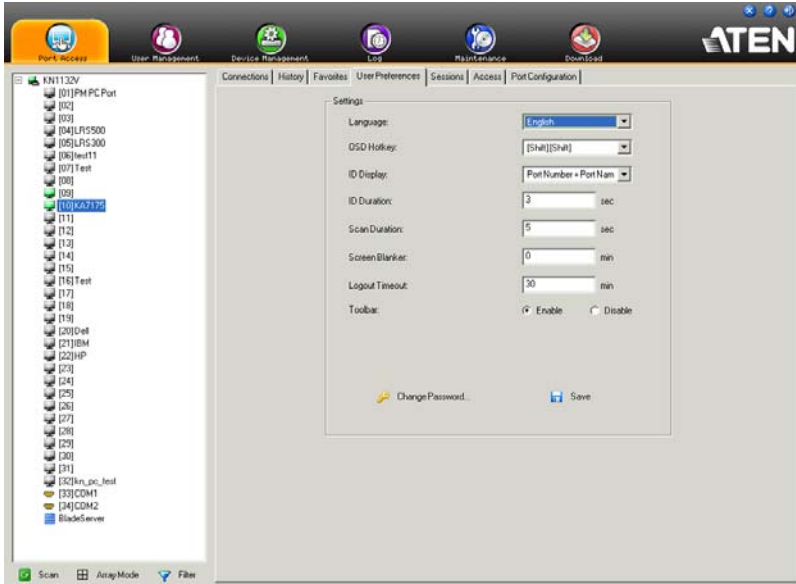 Port Access
User Management
Device Management
Log
Maintenance
Download
ATEN
KN1132V
[01]PM PC Port
[02]
[03]
[04]LRS500
[05]LRS300
[06]test11
[07]Test
[08]
[09]
[10]KA7175
[11]
[12]
[13]
[14]
[15]
[16]Test
[17]
[18]
[19]
[20]Dell
[21]IBM
[22]HP
[23]
[24]
[25]
[26]
[27]
[28]
[29]
[30]
[31]
[32]kn_pc_test
[33]COM1
[34]COM2
BladeServer
Scan
Array Mode
Filter
Connections
History
Favorites
User Preferences
Sessions
Access
Port Configuration
Settings
Language:
English
OSD Hotkey:
[Shift][Shift]
ID Display:
Port Number + Port Nam
ID Duration:
3
sec
Scan Duration:
5
sec
Screen Blanker:
0
min
Logout Timeout:
30
min
Toolbar:
Enable
Disable
Change Password...
Save